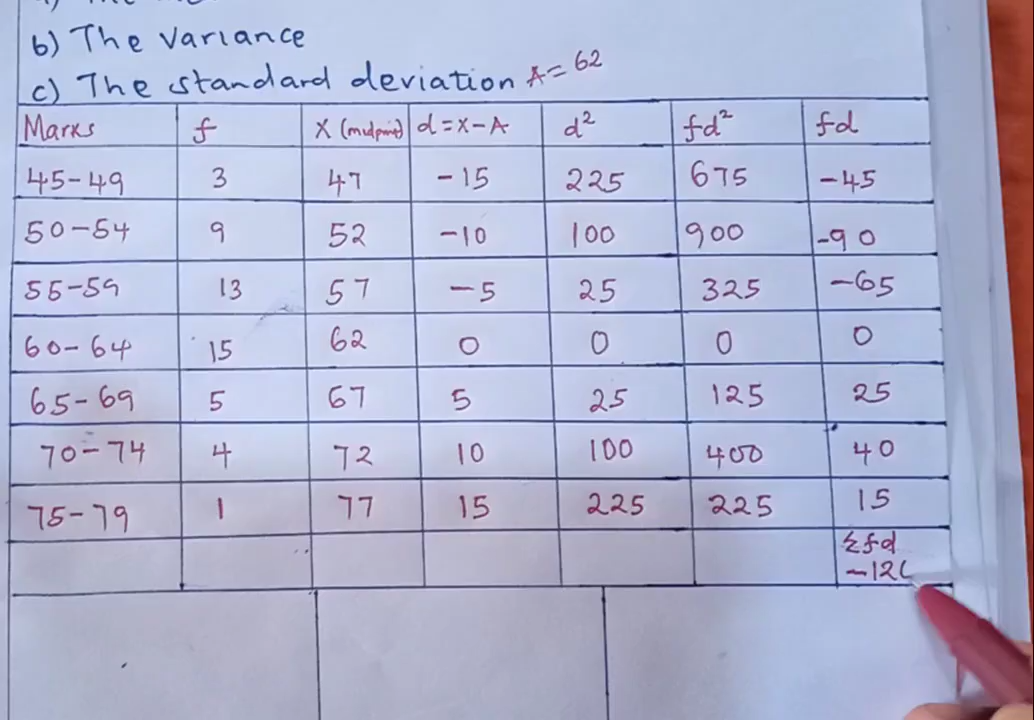 b) The variance
c) The standard deviation A=62
Marks f X (midpoint) d=X-A d² fd² fd
45-49 3 47 -15 225 675 -45
50-54 9 52 -10 100 900 -90
55-59 13 57 -5 25 325 -65
60-64 15 62 0 0 0 0
65-69 5 67 5 25 125 25
70-74 4 72 10 100 400 40
75-79 1 77 15 225 225 15
Σfd
-12